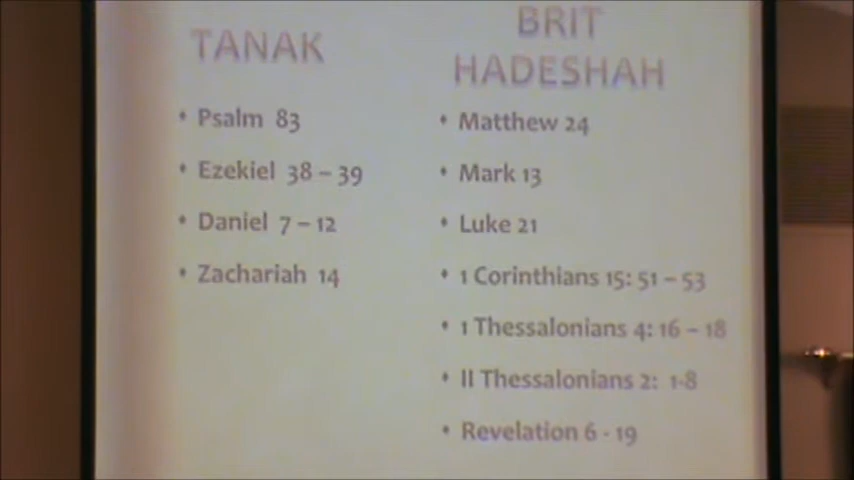 TANAK
• Psalm 83
• Ezekiel 38 – 39
• Daniel 7 – 12
• Zachariah 14
BRIT
HADESHAH
• Matthew 24
• Mark 13
• Luke 21
• 1 Corinthians 15: 51 – 53
• 1 Thessalonians 4: 16 – 18
• II Thessalonians 2: 1-8
• Revelation 6 - 19